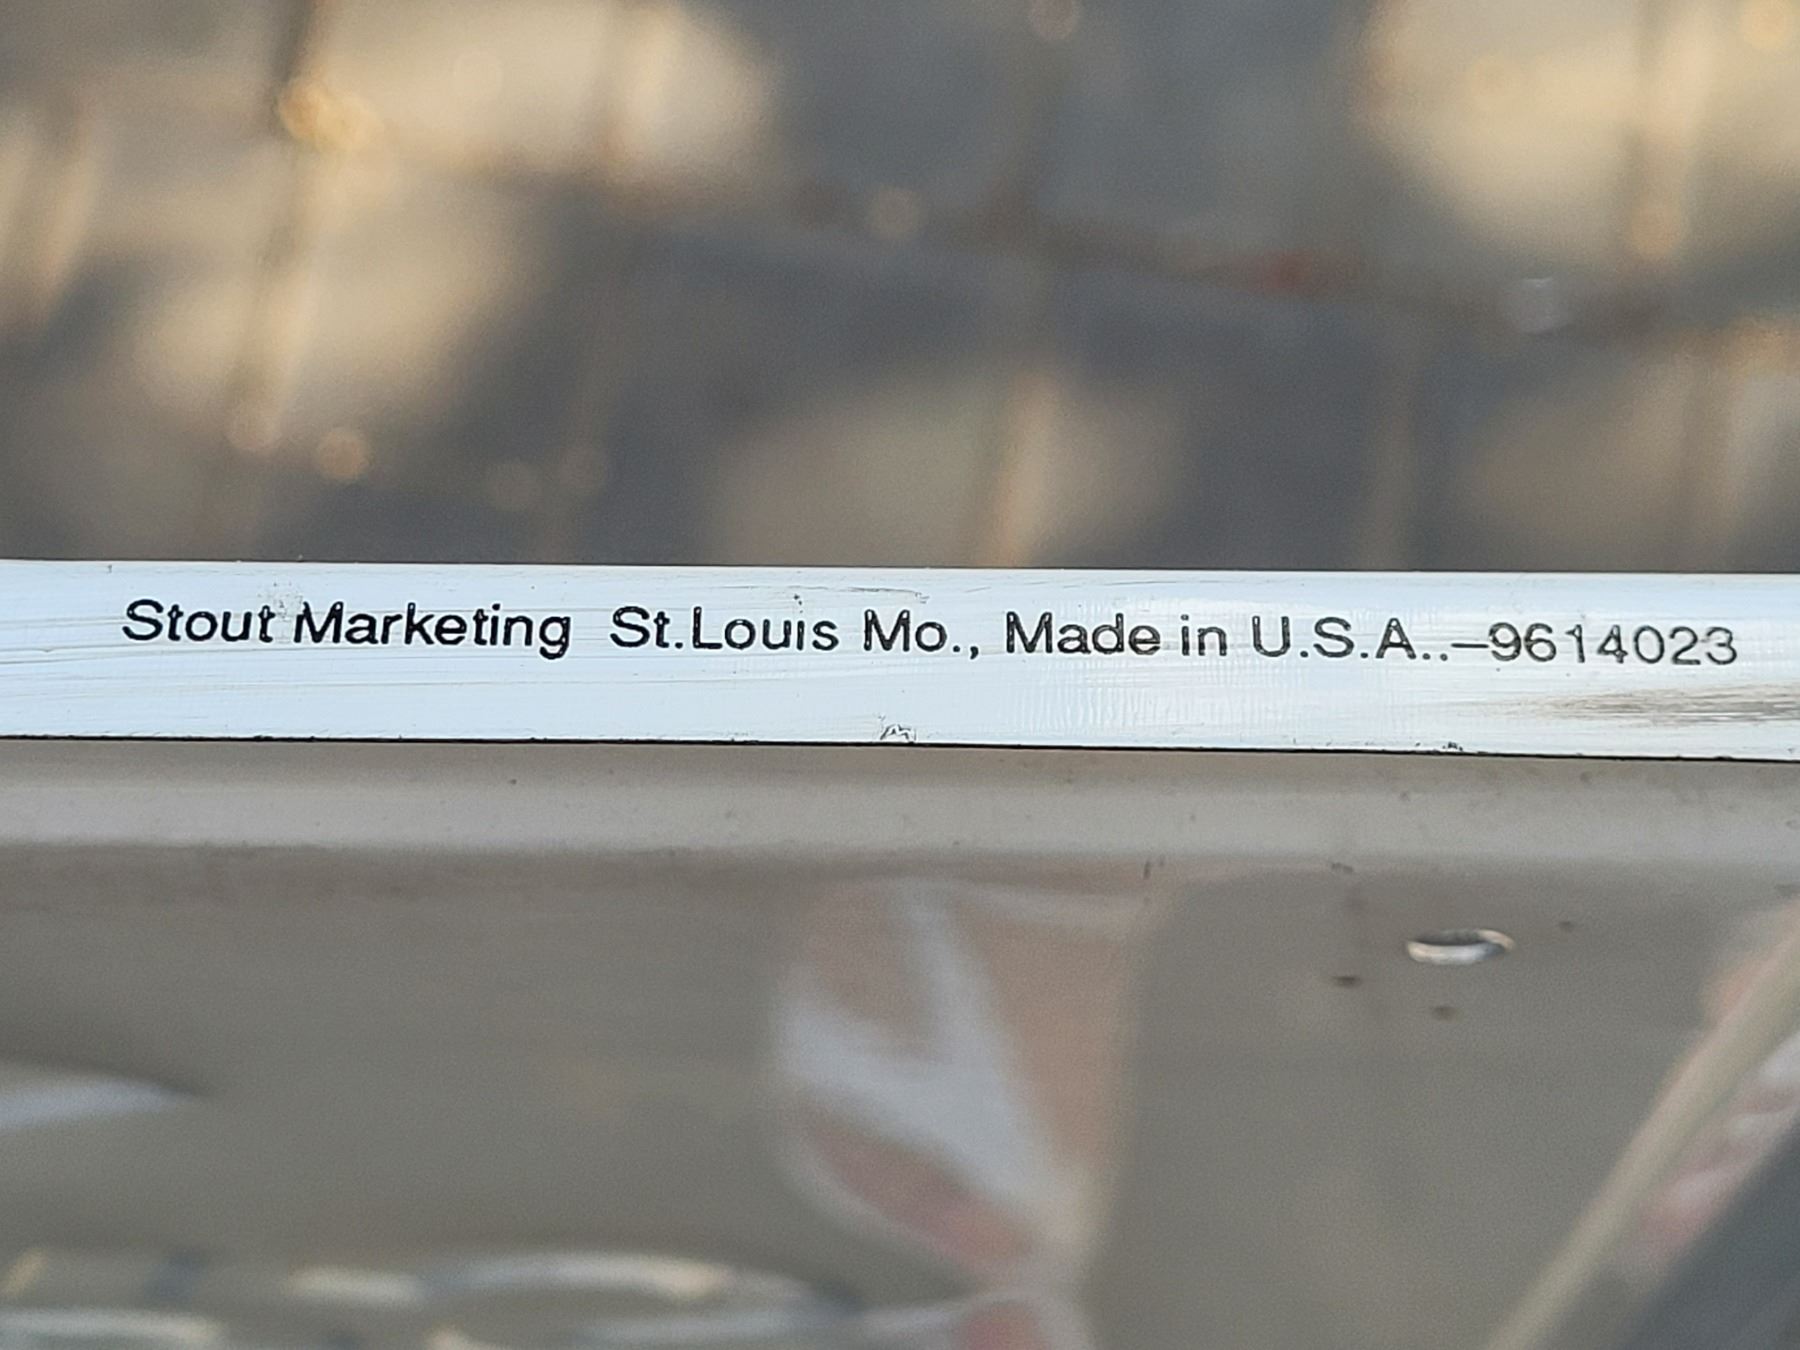 Stout Marketing St.Louis Mo., Made in U.S.A..–9614023